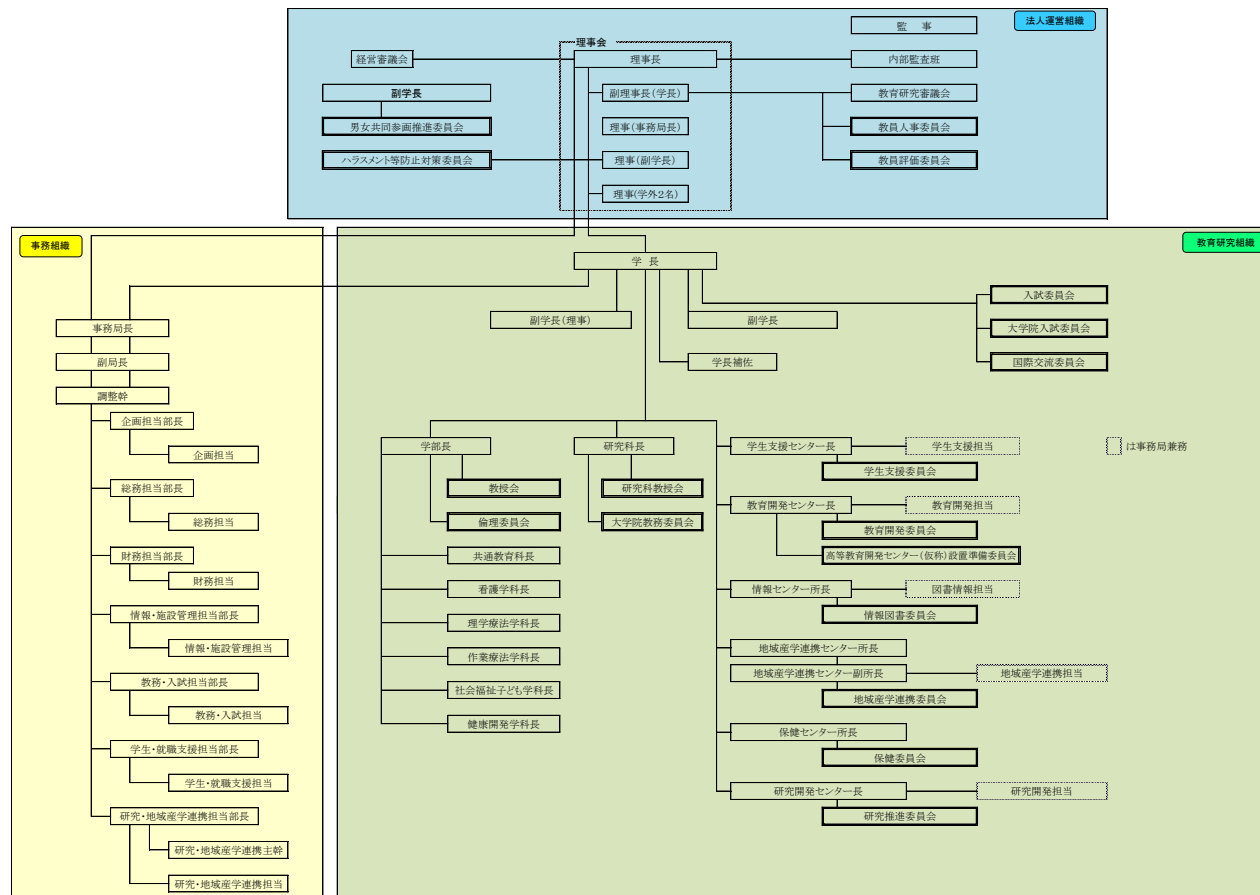 法人運営組織
監　事
理事会
経営審議会
理事長
内部監査班
副学長
副理事長(学長)
教育研究審議会
男女共同参画推進委員会
理事(事務局長)
教員人事委員会
ハラスメント等防止対策委員会
理事(副学長)
教員評価委員会
理事(学外2名)
事務組織
事務局長
副局長
調整幹
企画担当部長
企画担当
総務担当部長
総務担当
財務担当部長
財務担当
情報・施設管理担当部長
情報・施設管理担当
教務・入試担当部長
教務・入試担当
学生・就職支援担当部長
学生・就職支援担当
研究・地域産学連携担当部長
研究・地域産学連携主幹
研究・地域産学連携担当
教育研究組織
学 長
入試委員会
副学長(理事)
副学長
大学院入試委員会
学長補佐
国際交流委員会
学部長
教授会
倫理委員会
共通教育科長
看護学科長
理学療法学科長
作業療法学科長
社会福祉子ども学科長
健康開発学科長
研究科長
研究科教授会
大学院教務委員会
学生支援センター長
学生支援担当
は事務局兼務
学生支援委員会
教育開発センター長
教育開発担当
教育開発委員会
高等教育開発センター(仮称)設置準備委員会
情報センター所長
図書情報担当
情報図書委員会
地域産学連携センター所長
地域産学連携センター副所長
地域産学連携担当
地域産学連携委員会
保健センター所長
保健委員会
研究開発センター長
研究開発担当
研究推進委員会